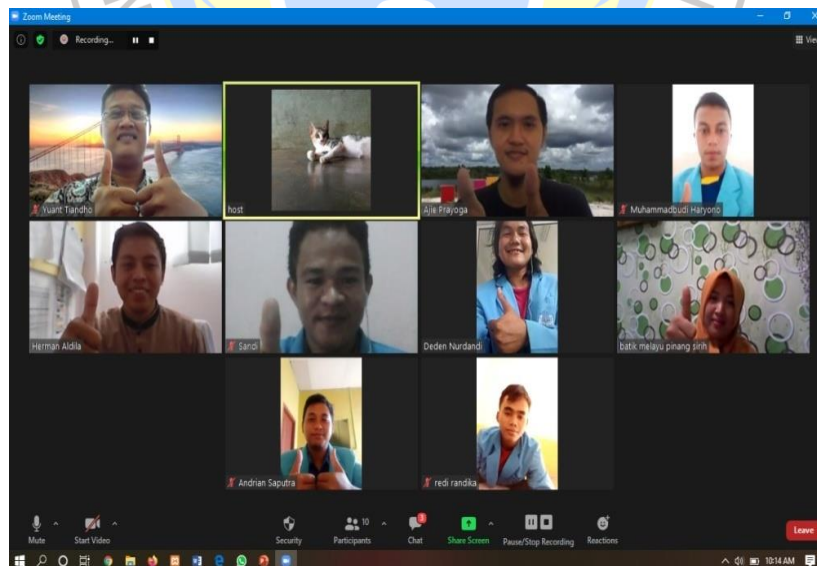 Zoom Meeting
Recording...
View
Yuant Tiandho
host
Ajie Prayoga
Muhammadbudi Haryono
Herman Aldila
Sandi
Deden Nurdandi
batik melayu pinang sirih
Andrian Saputra
redi randika
Mute
Start Video
Security
10
Participants
3
Chat
Share Screen
Pause/Stop Recording
Reactions
Leave
10:14 AM